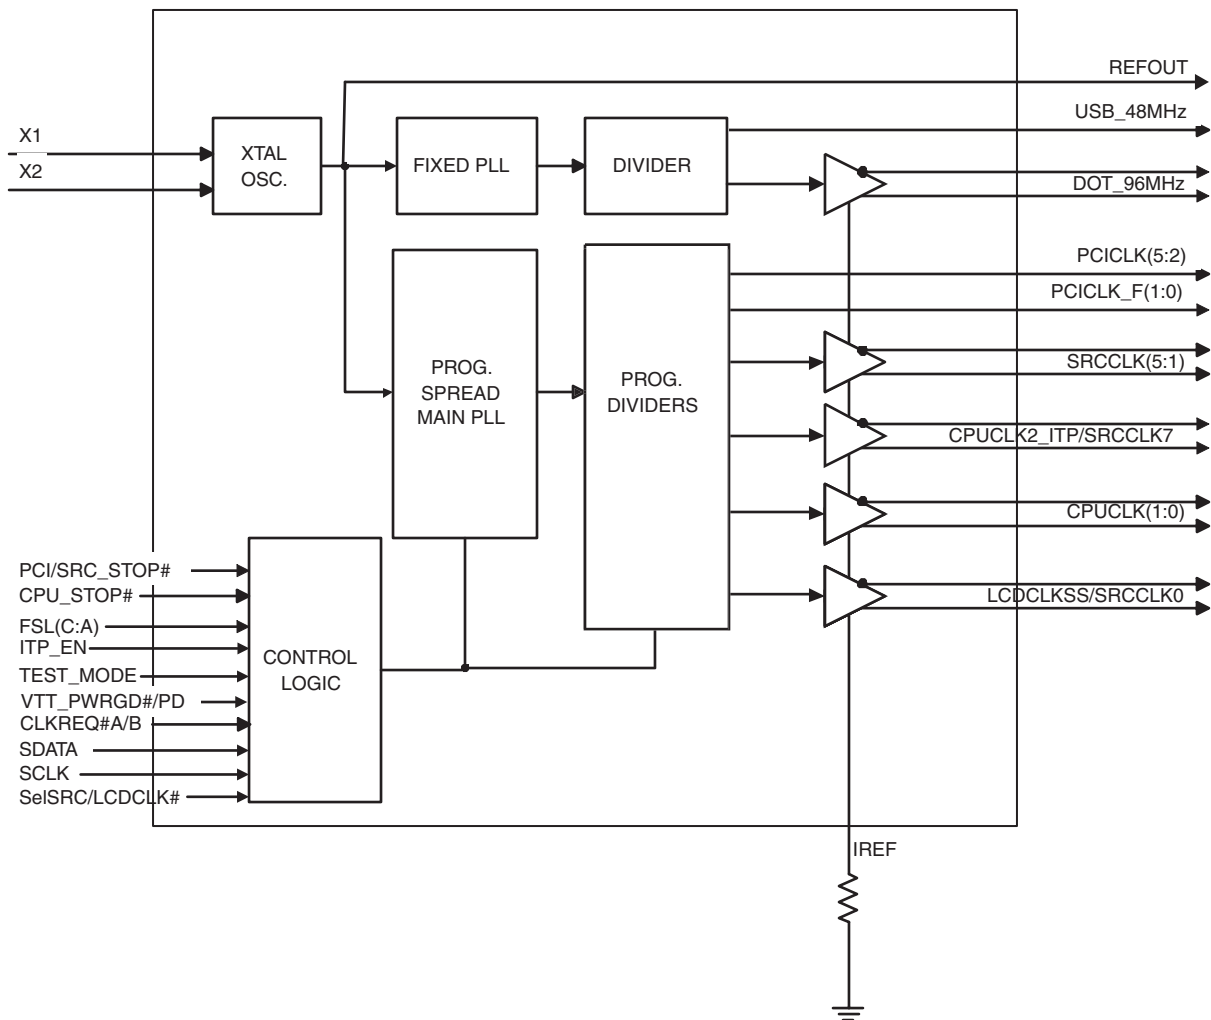 REFOUT
USB_48MHz
X1
X2
XTAL
OSC.
FIXED PLL
DIVIDER
DOT_96MHz
PCICLK(5:2)
PCICLK_F(1:0)
PROG.
SPREAD
MAIN PLL
PROG.
DIVIDERS
SRCCLK(5:1)
CPUCLK2_ITP/SRCCLK7
CPUCLK(1:0)
LCDCLKSS/SRCCLK0
PCI/SRC_STOP#
CPU_STOP#
FSL(C:A)
ITP_EN
TEST_MODE
VTT_PWRGD#/PD
CLKREQ#A/B
SDATA
SCLK
SelSRC/LCDCLK#
CONTROL
LOGIC
IREF